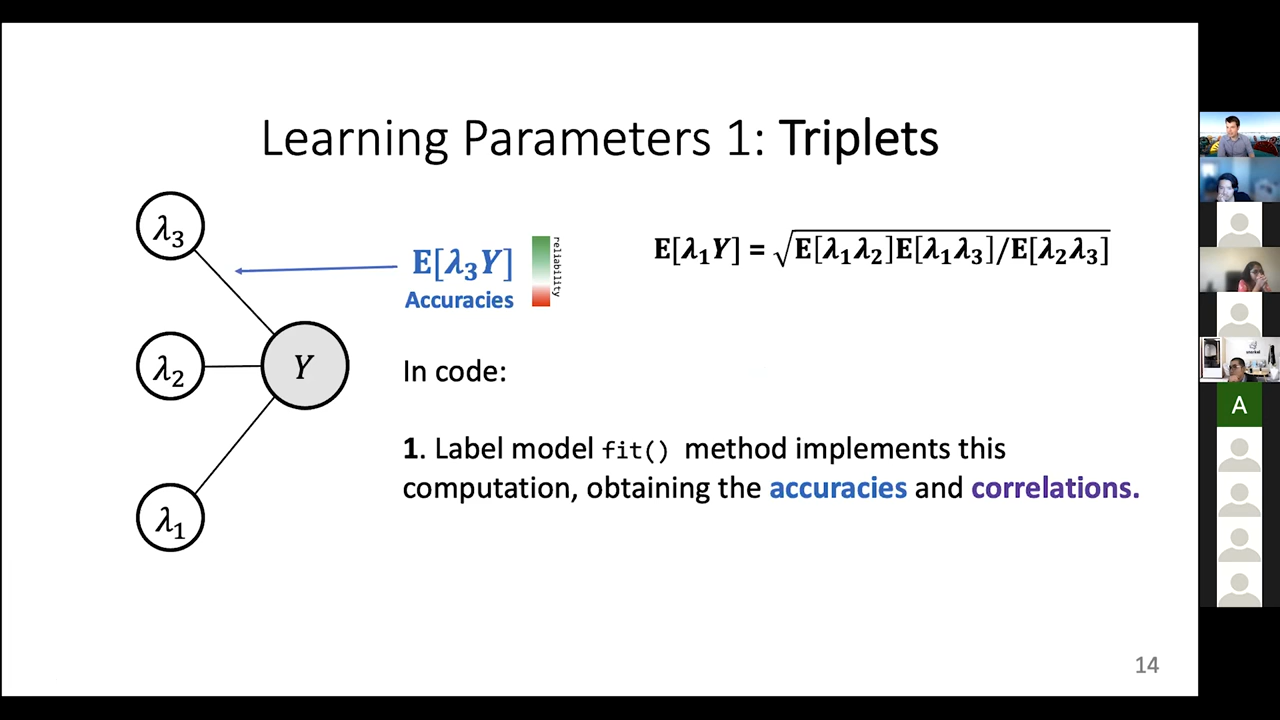 Learning Parameters 1: Triplets
λ₃
E[λ₃Y]
Accuracies
reliability
E[λ₁Y] = √E[λ₁λ₂]E[λ₁λ₃]/E[λ₂λ₃]
λ₂
Y
In code:
1. Label model fit() method implements this
computation, obtaining the accuracies and correlations.
λ₁
14
A